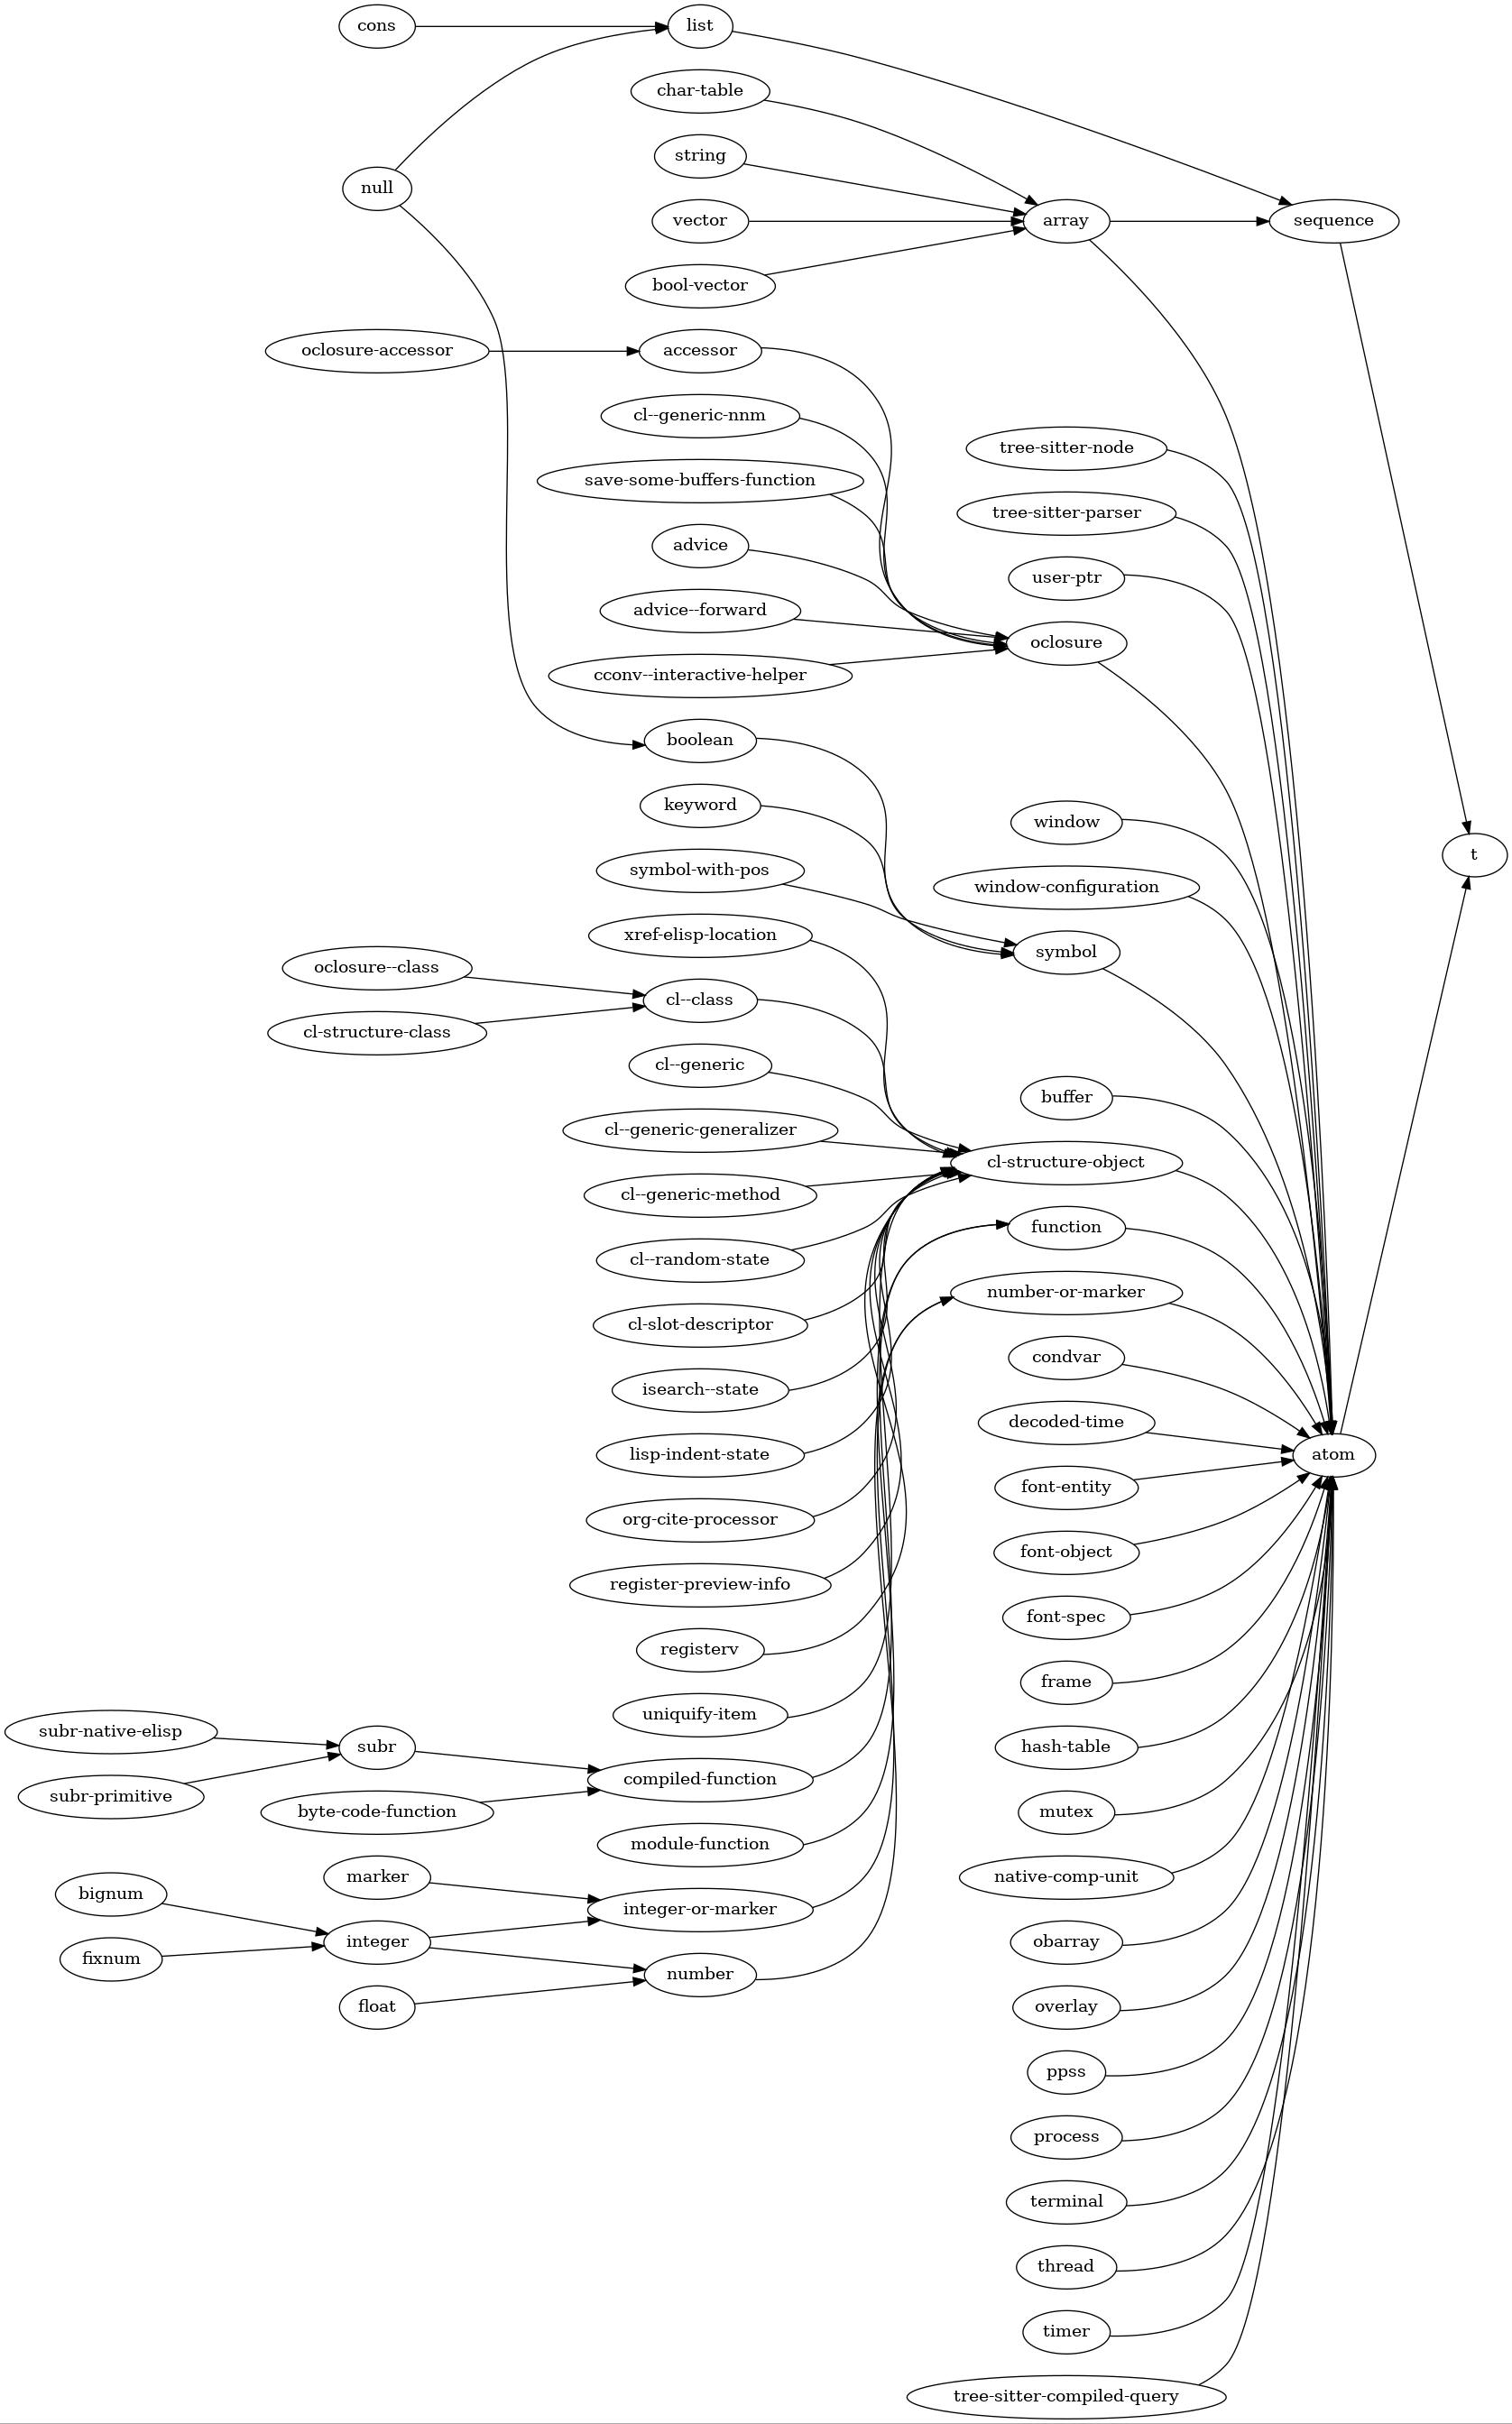 cons
list
char-table
string
null
vector
array
sequence
bool-vector
oclosure-accessor
accessor
cl--generic-nnm
tree-sitter-node
save-some-buffers-function
tree-sitter-parser
advice
user-ptr
advice--forward
oclosure
cconv--interactive-helper
boolean
keyword
window
t
symbol-with-pos
window-configuration
xref-elisp-location
symbol
oclosure--class
cl--class
cl-structure-class
cl--generic
buffer
cl--generic-generalizer
cl-structure-object
cl--generic-method
function
cl--random-state
number-or-marker
cl-slot-descriptor
condvar
isearch--state
decoded-time
lisp-indent-state
atom
font-entity
org-cite-processor
font-object
register-preview-info
font-spec
registerv
frame
uniquify-item
subr-native-elisp
subr
hash-table
compiled-function
subr-primitive
byte-code-function
mutex
module-function
marker
native-comp-unit
bignum
integer-or-marker
integer
obarray
fixnum
number
float
overlay
ppss
process
terminal
thread
timer
tree-sitter-compiled-query